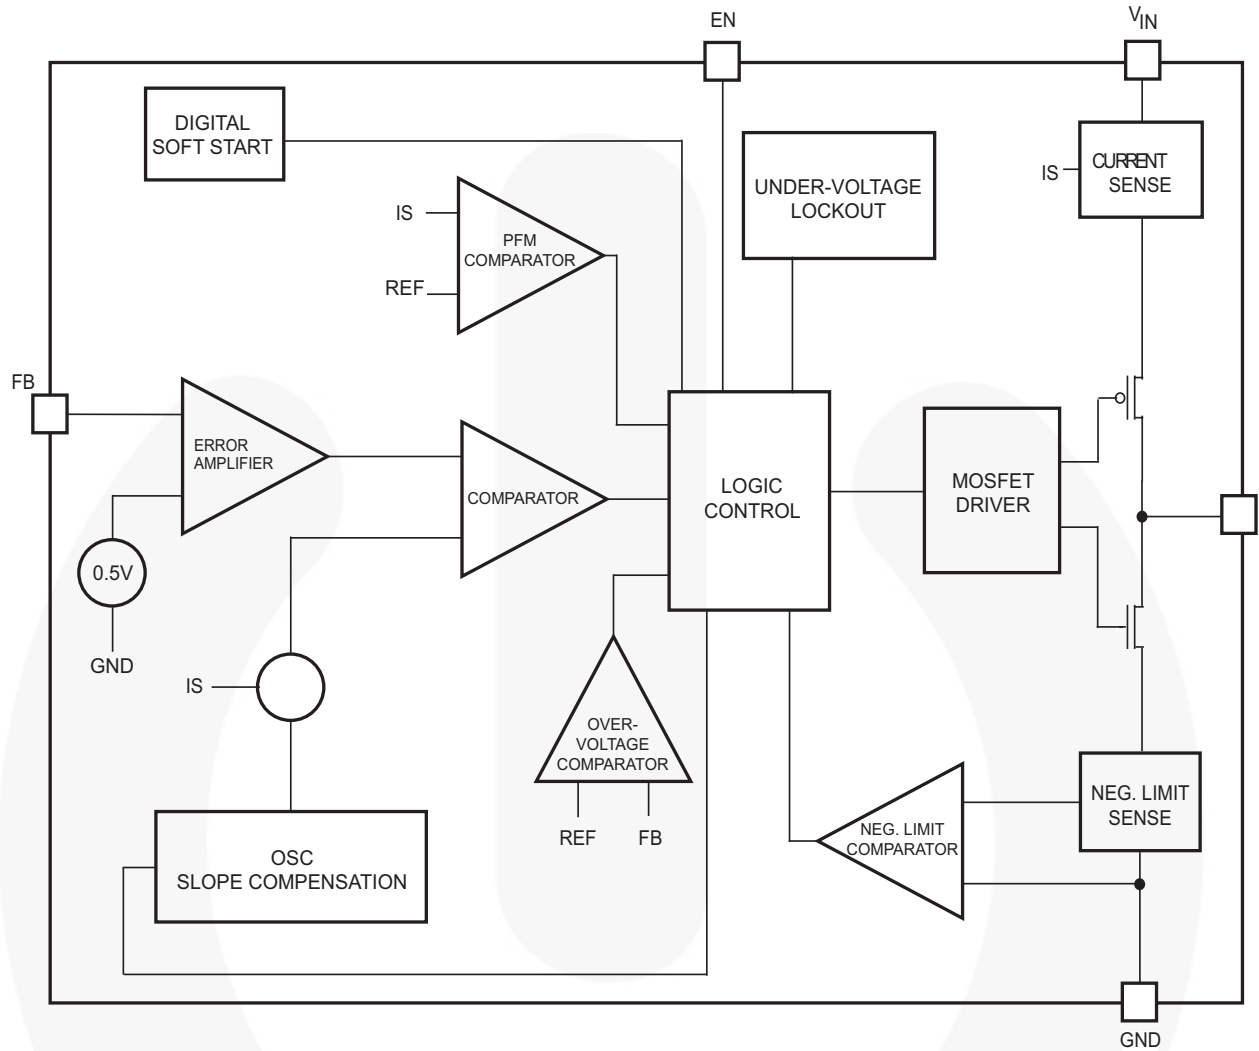 EN
VIN
DIGITAL
SOFT START
UNDER-VOLTAGE
LOCKOUT
IS
CURRENT
SENSE
IS
REF
PFM
COMPARATOR
FB
ERROR
AMPLIFIER
COMPARATOR
LOGIC
CONTROL
MOSFET
DRIVER
0.5V
GND
IS
OVER-
VOLTAGE
COMPARATOR
REF
FB
NEG. LIMIT
COMPARATOR
NEG. LIMIT
SENSE
OSC
SLOPE COMPENSATION
GND